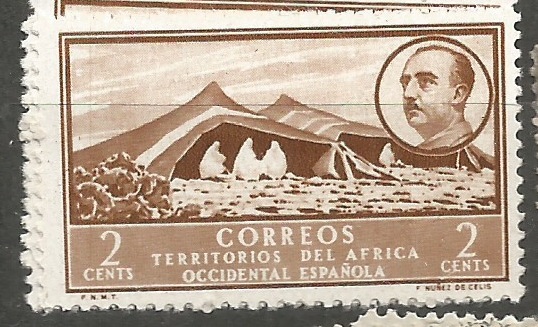 CORREOS
2 CENTS
TERRITORIOS DEL AFRICA
OCCIDENTAL ESPAÑOLA
2 CENTS
F.N.M.T.
F. NUÑEZ DE CELIS